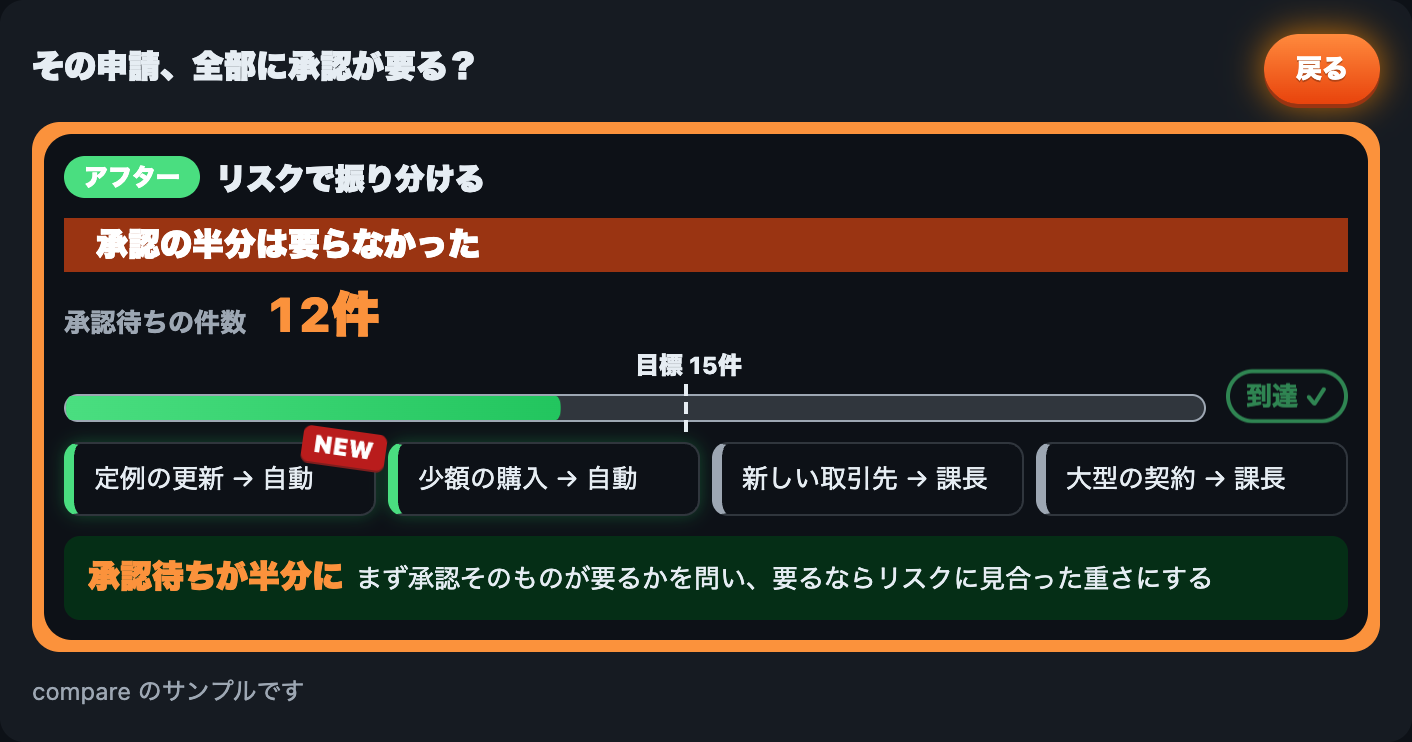 その申請、全部に承認が要る？
戻る
アフター リスクで振り分ける
承認の半分は要らなかった
承認待ちの件数 12件
目標 15件
到達 ✓
NEW
定例の更新 → 自動
少額の購入 → 自動
新しい取引先 → 課長
大型の契約 → 課長
承認待ちが半分に まず承認そのものが要るかを問い、要るならリスクに見合った重さにする
compare のサンプルです